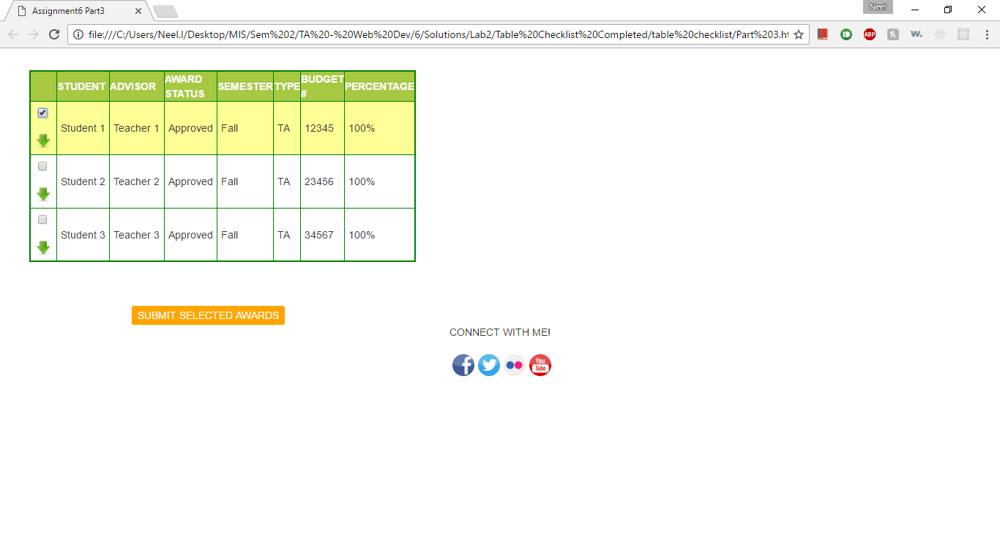 Assignment6 Part3
Neel
file:///C:/Users/Neel.I/Desktop/MIS/Sem%202/TA%20-%20Web%20Dev/6/Solutions/Lab2/Table%20Checklist%20Completed/table%20checklist/Part%203.ht
ABP
W.
STUDENT ADVISOR AWARD STATUS SEMESTER TYPE BUDGET # PERCENTAGE
Student 1 Teacher 1 Approved Fall TA 12345 100%
Student 2 Teacher 2 Approved Fall TA 23456 100%
Student 3 Teacher 3 Approved Fall TA 34567 100%
SUBMIT SELECTED AWARDS
CONNECT WITH ME!
You
Tube